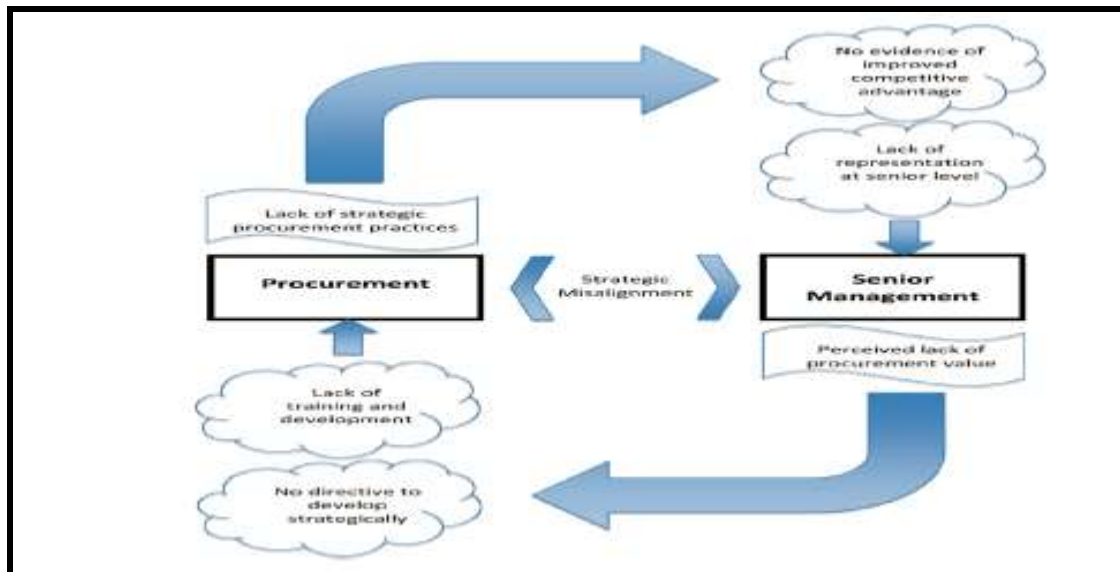 No evidence of
improved
competitive
advantage
Lack of
representation
at senior level
Lack of strategic
procurement practices
Procurement
Strategic
Misalignment
Senior
Management
Perceived lack of
procurement value
Lack of
training and
development
No directive to
develop
strategically